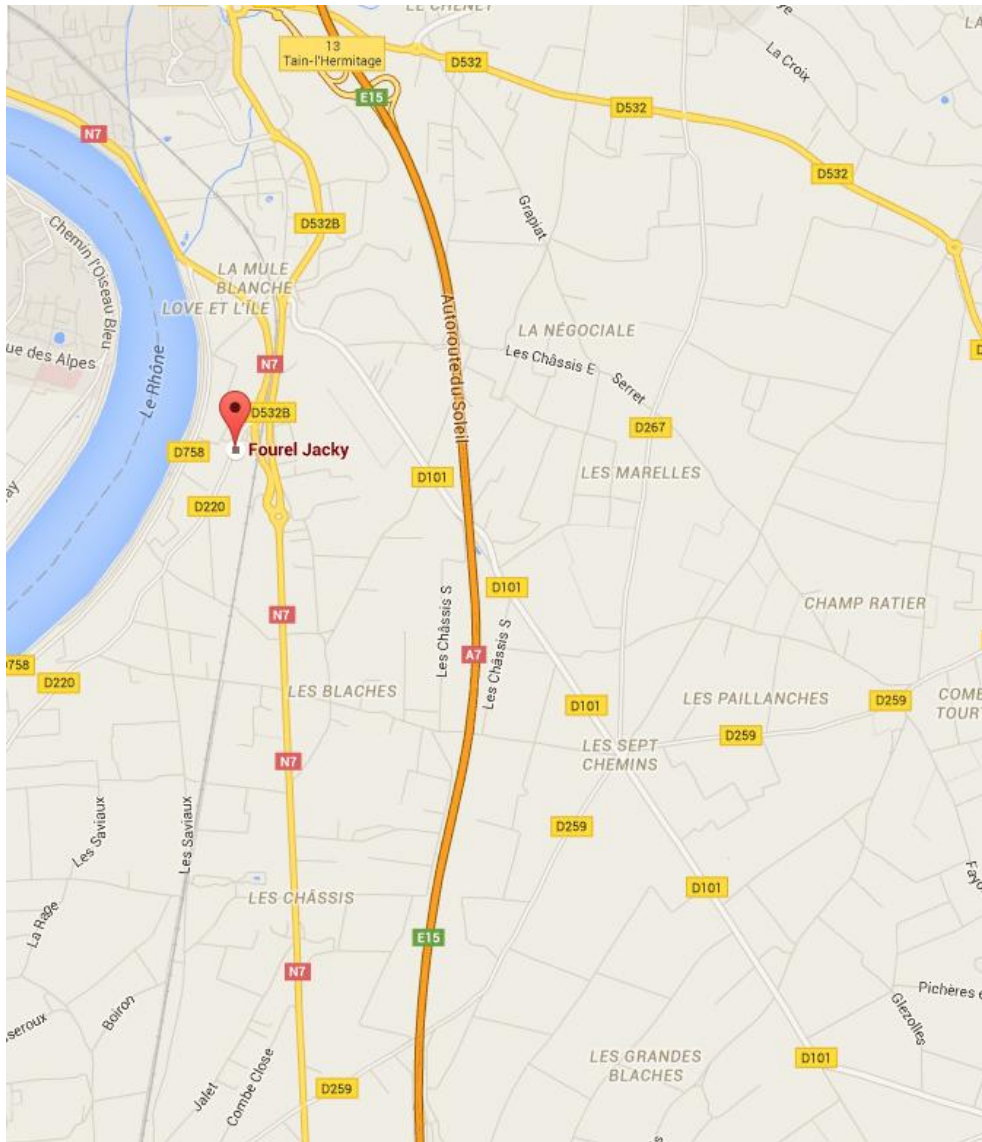 LE CHENET
13
Tain-l'Hermitage
La Croix
LA
D532
E15
D532
N7
D532
Grapiat
D532B
Chemin l'Oiseau Bleu
LA MULE
BLANCHE
LOVE ET L'ÎLE
Autoroute du Soleil
LA NÉGOCIALE
ue des Alpes
Le Rhône
N7
Les Châssis E
Serret
D532B
D267
D758
Fourel Jacky
LES MARELLES
D101
D220
D101
Les Châssis S
CHAMP RATIER
N7
A7
Les Châssis S
D758
D220
LES BLACHES
LES PAILLANCHES
D259
COMB
TOURT
D101
D259
LES SEPT
CHEMINS
N7
Les Saviaux
Les Saviaux
D259
D101
LES CHÂSSIS
La Rage
E15
N7
Pichères e
Glezolles
Boiron
seroux
LES GRANDES
BLACHES
D101
Jalet
Combe Close
D259